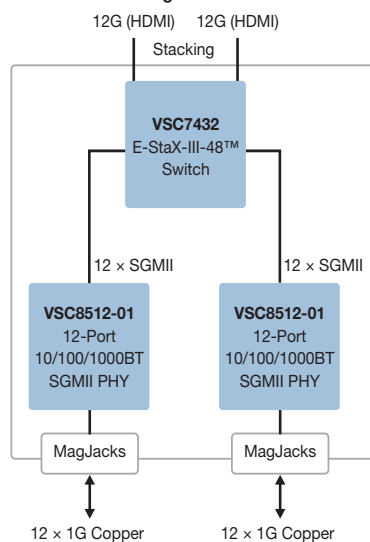 12G (HDMI) 12G (HDMI)
Stacking
VSC7432
E-StaX-III-48™
Switch
12 × SGMII 12 × SGMII
VSC8512-01
12-Port
10/100/1000BT
SGMII PHY
VSC8512-01
12-Port
10/100/1000BT
SGMII PHY
MagJacks MagJacks
12 × 1G Copper 12 × 1G Copper